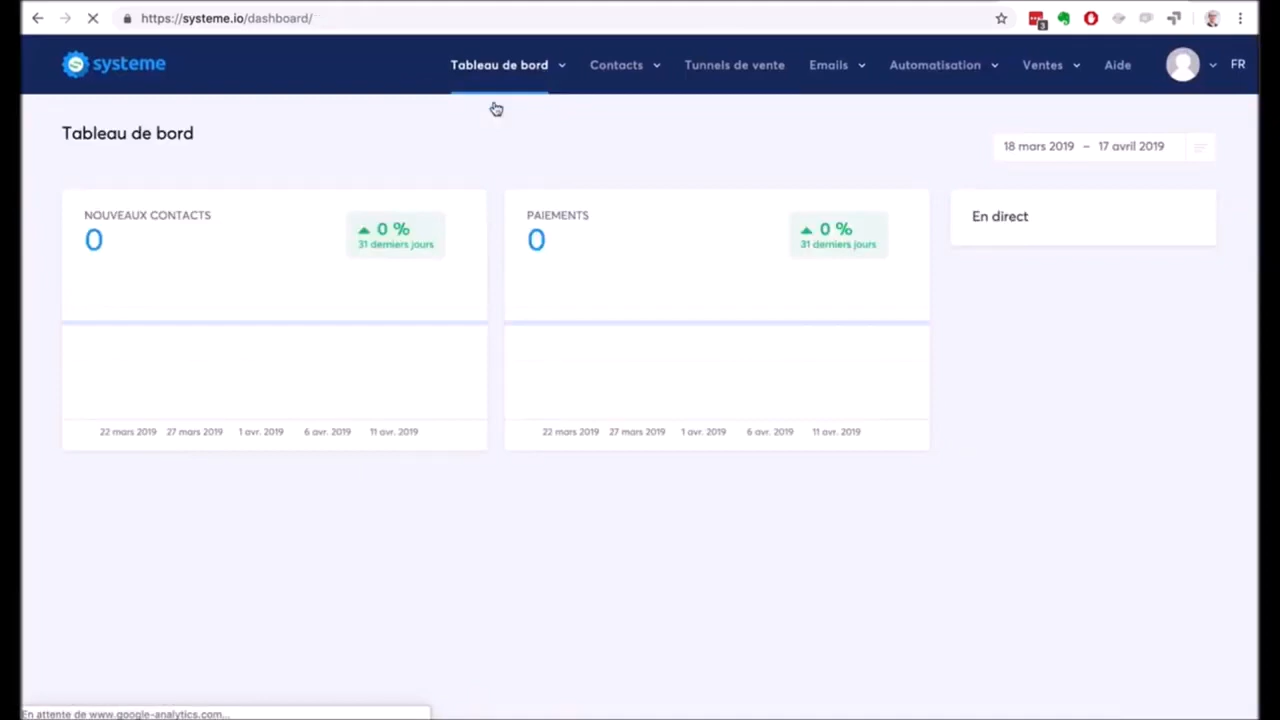 https://systeme.io/dashboard/
3
systeme
Tableau de bord
Contacts
Tunnels de vente
Emails
Automatisation
Ventes
Aide
FR
Tableau de bord
18 mars 2019 – 17 avril 2019
NOUVEAUX CONTACTS
0
0 %
31 derniers jours
PAIEMENTS
0
0 %
31 derniers jours
En direct
22 mars 2019 27 mars 2019 1 avr. 2019 6 avr. 2019 11 avr. 2019
22 mars 2019 27 mars 2019 1 avr. 2019 6 avr. 2019 11 avr. 2019
En attente de www.google-analytics.com...